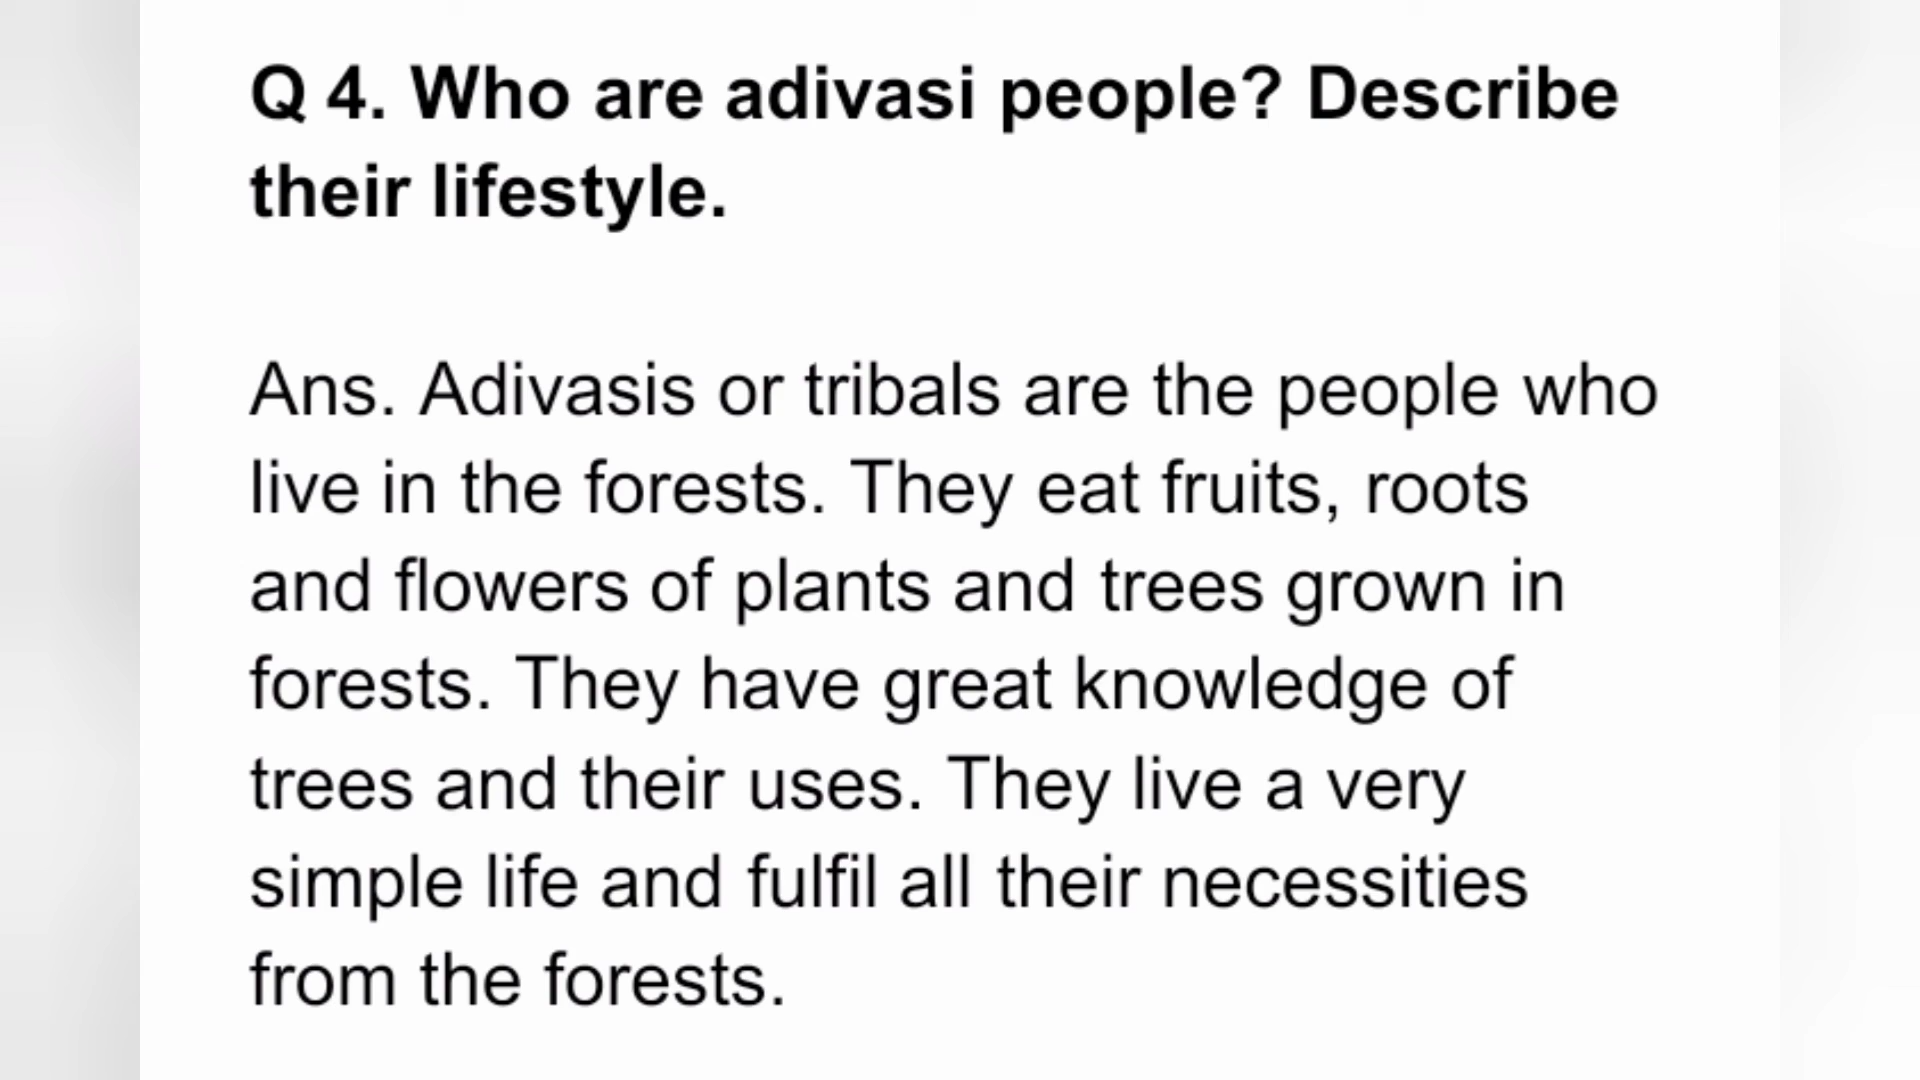 Q 4. Who are adivasi people? Describe
their lifestyle.
Ans. Adivasis or tribals are the people who
live in the forests. They eat fruits, roots
and flowers of plants and trees grown in
forests. They have great knowledge of
trees and their uses. They live a very
simple life and fulfil all their necessities
from the forests.